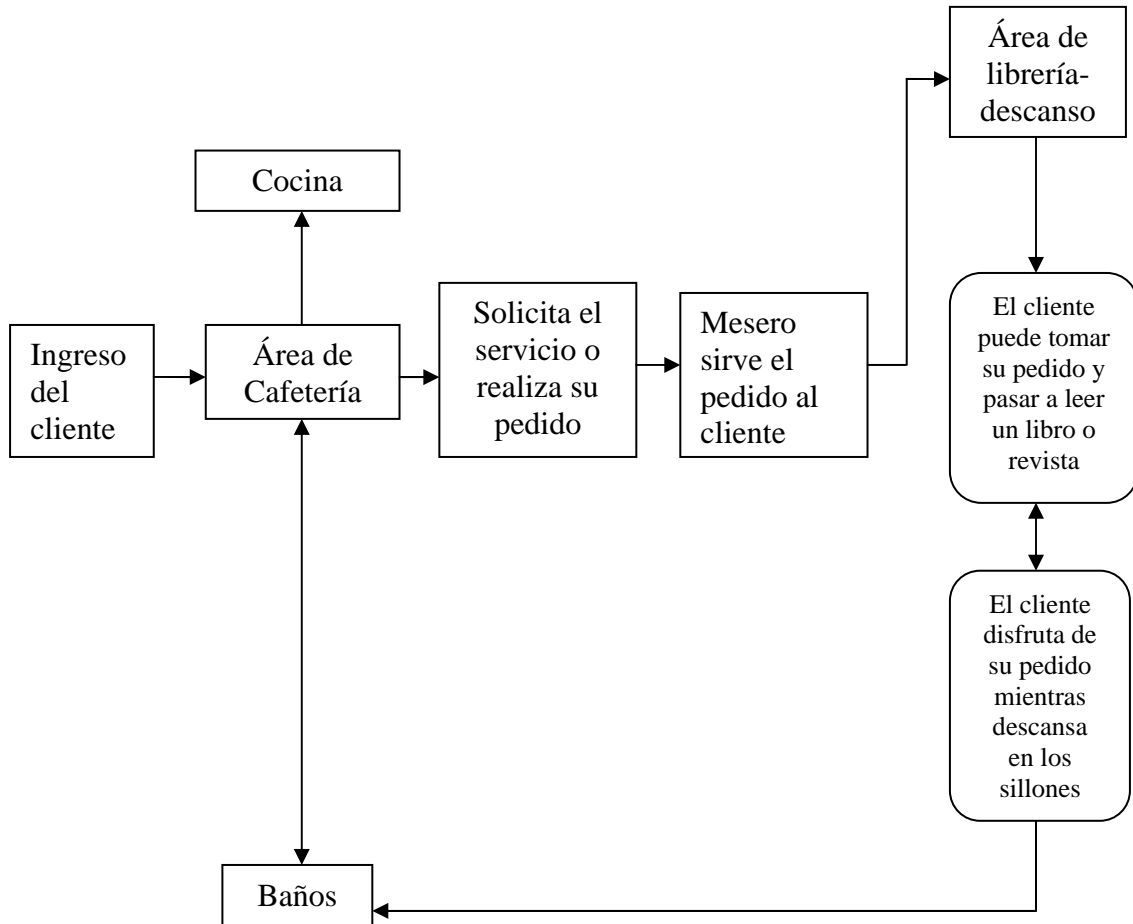 Área de
librería-
descanso
Cocina
Ingreso
del
cliente
Área de
Cafetería
Solicita el
servicio o
realiza su
pedido
Mesero
sirve el
pedido al
cliente
El cliente
puede tomar
su pedido y
pasar a leer
un libro o
revista
El cliente
disfruta de
su pedido
mientras
descansa
en los
sillones
Baños